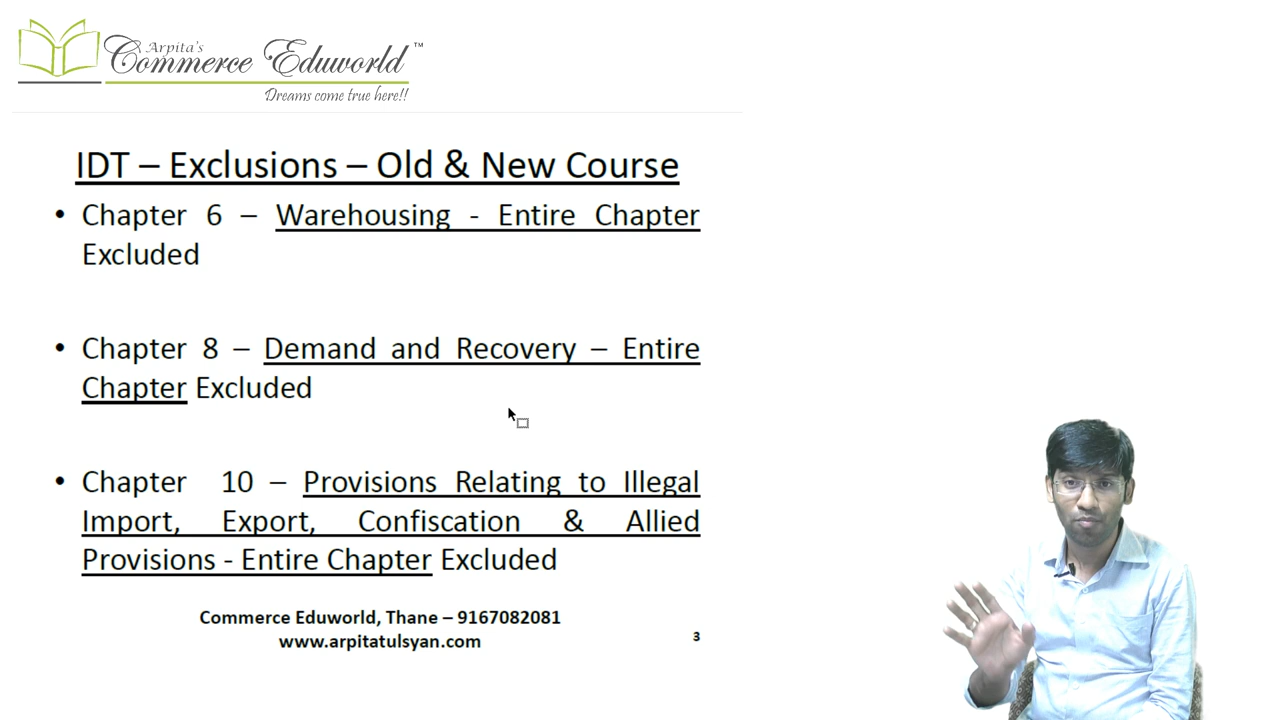 Arpita's
Commerce Eduworld™
Dreams come true here!!
IDT – Exclusions – Old & New Course
• Chapter 6 – Warehousing - Entire Chapter
Excluded
• Chapter 8 – Demand and Recovery – Entire
Chapter Excluded
• Chapter 10 – Provisions Relating to Illegal
Import, Export, Confiscation & Allied
Provisions - Entire Chapter Excluded
Commerce Eduworld, Thane – 9167082081
www.arpitatulsyan.com
3